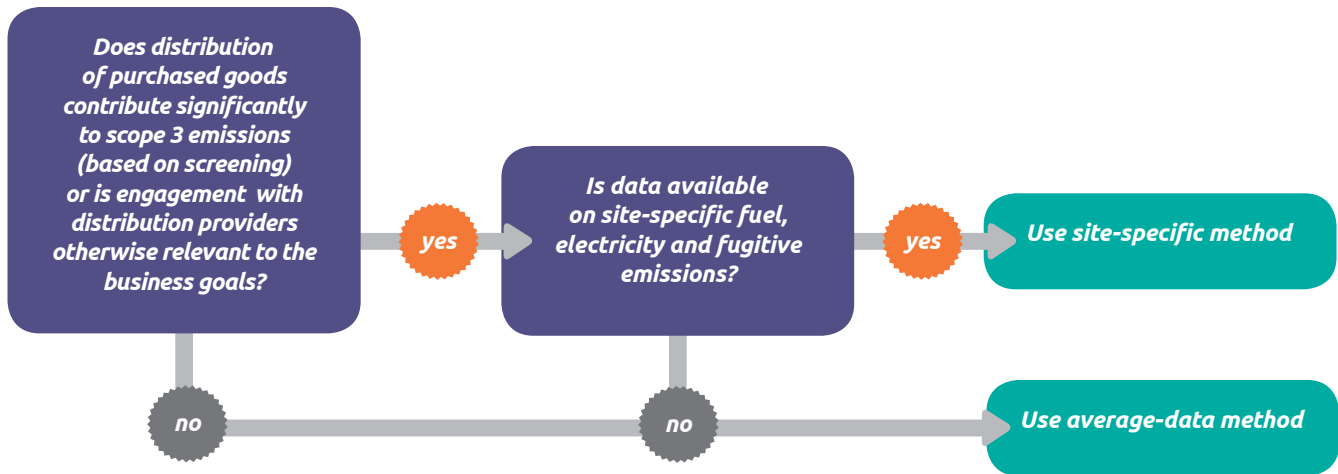 Does distribution
of purchased goods
contribute significantly
to scope 3 emissions
(based on screening)
or is engagement with
distribution providers
otherwise relevant to the
business goals?
yes
Is data available
on site-specific fuel,
electricity and fugitive
emissions?
yes
Use site-specific method
no
no
Use average-data method